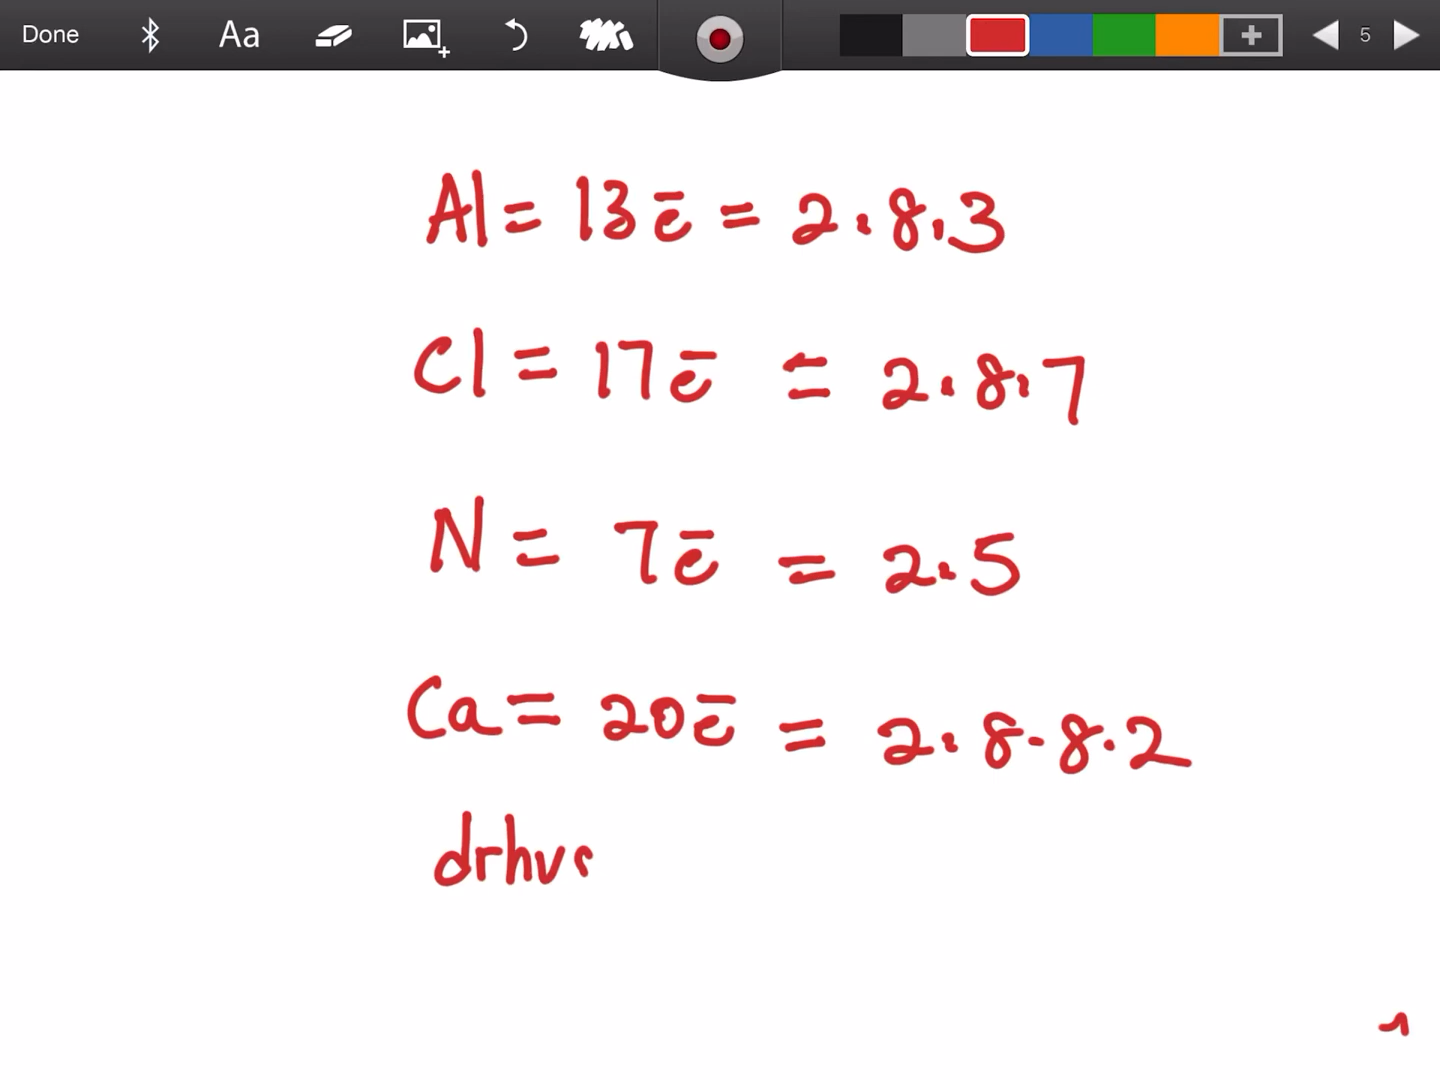 Done Aa 5
Al = 13ē = 2.8.3
Cl = 17ē = 2.8.7
N = 7ē = 2.5
Ca = 20ē = 2.8.8.2